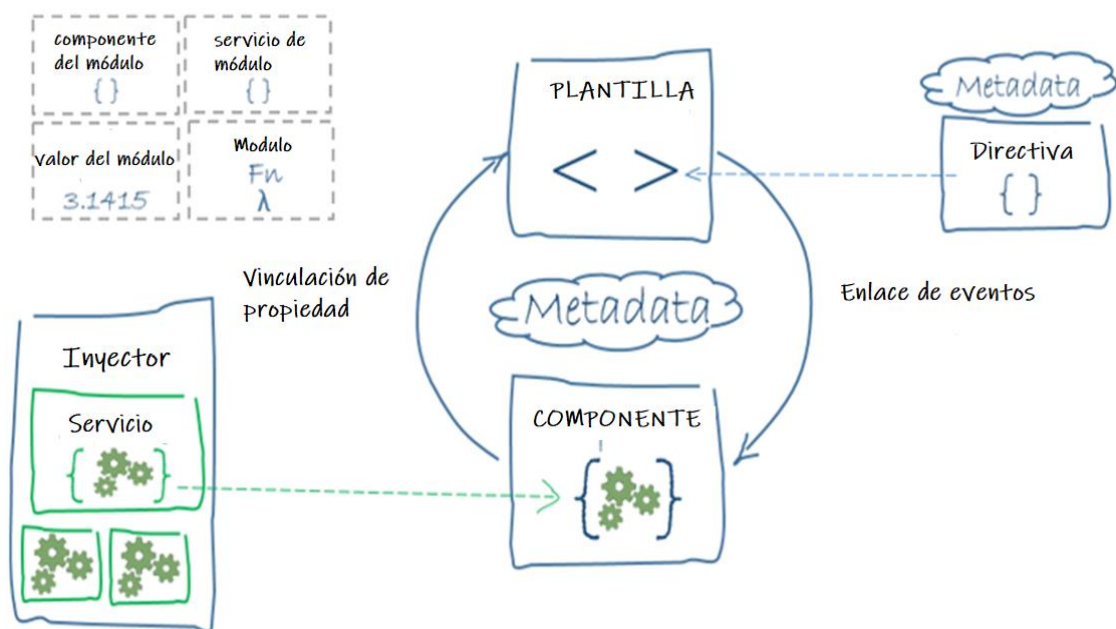 componente
del módulo
{ }
servicio de
módulo
{ }
valor del módulo
3.1415
Modulo
Fn
λ
PLANTILLA
< >
Metadata
Directiva
{ }
Vinculación de
propiedad
Metadata
Enlace de eventos
Inyector
Servicio
{ }
COMPONENTE
{ }